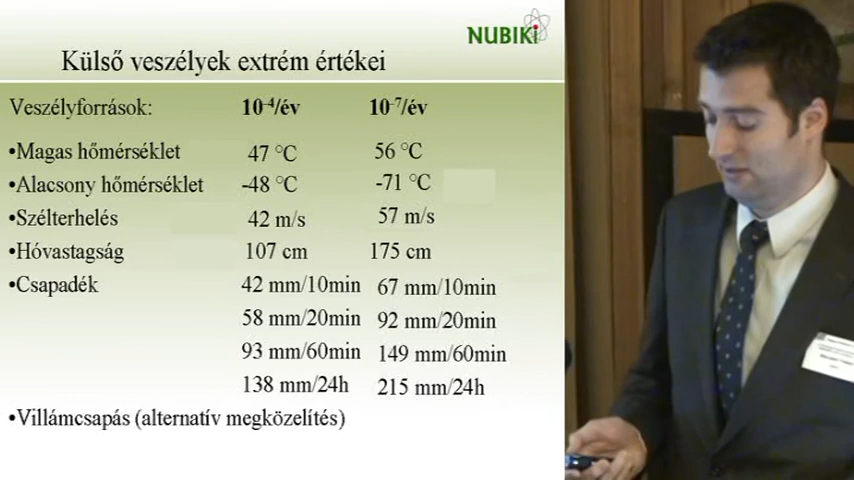 NUBIKi
Külső veszélyek extrém értékei
Veszélyforrások: 10⁻⁴/év 10⁻⁷/év
•Magas hőmérséklet 47 °C 56 °C
•Alacsony hőmérséklet -48 °C -71 °C
•Szélterhelés 42 m/s 57 m/s
•Hóvastagság 107 cm 175 cm
•Csapadék 42 mm/10min 67 mm/10min
58 mm/20min 92 mm/20min
93 mm/60min 149 mm/60min
138 mm/24h 215 mm/24h
•Villámcsapás (alternatív megközelítés)